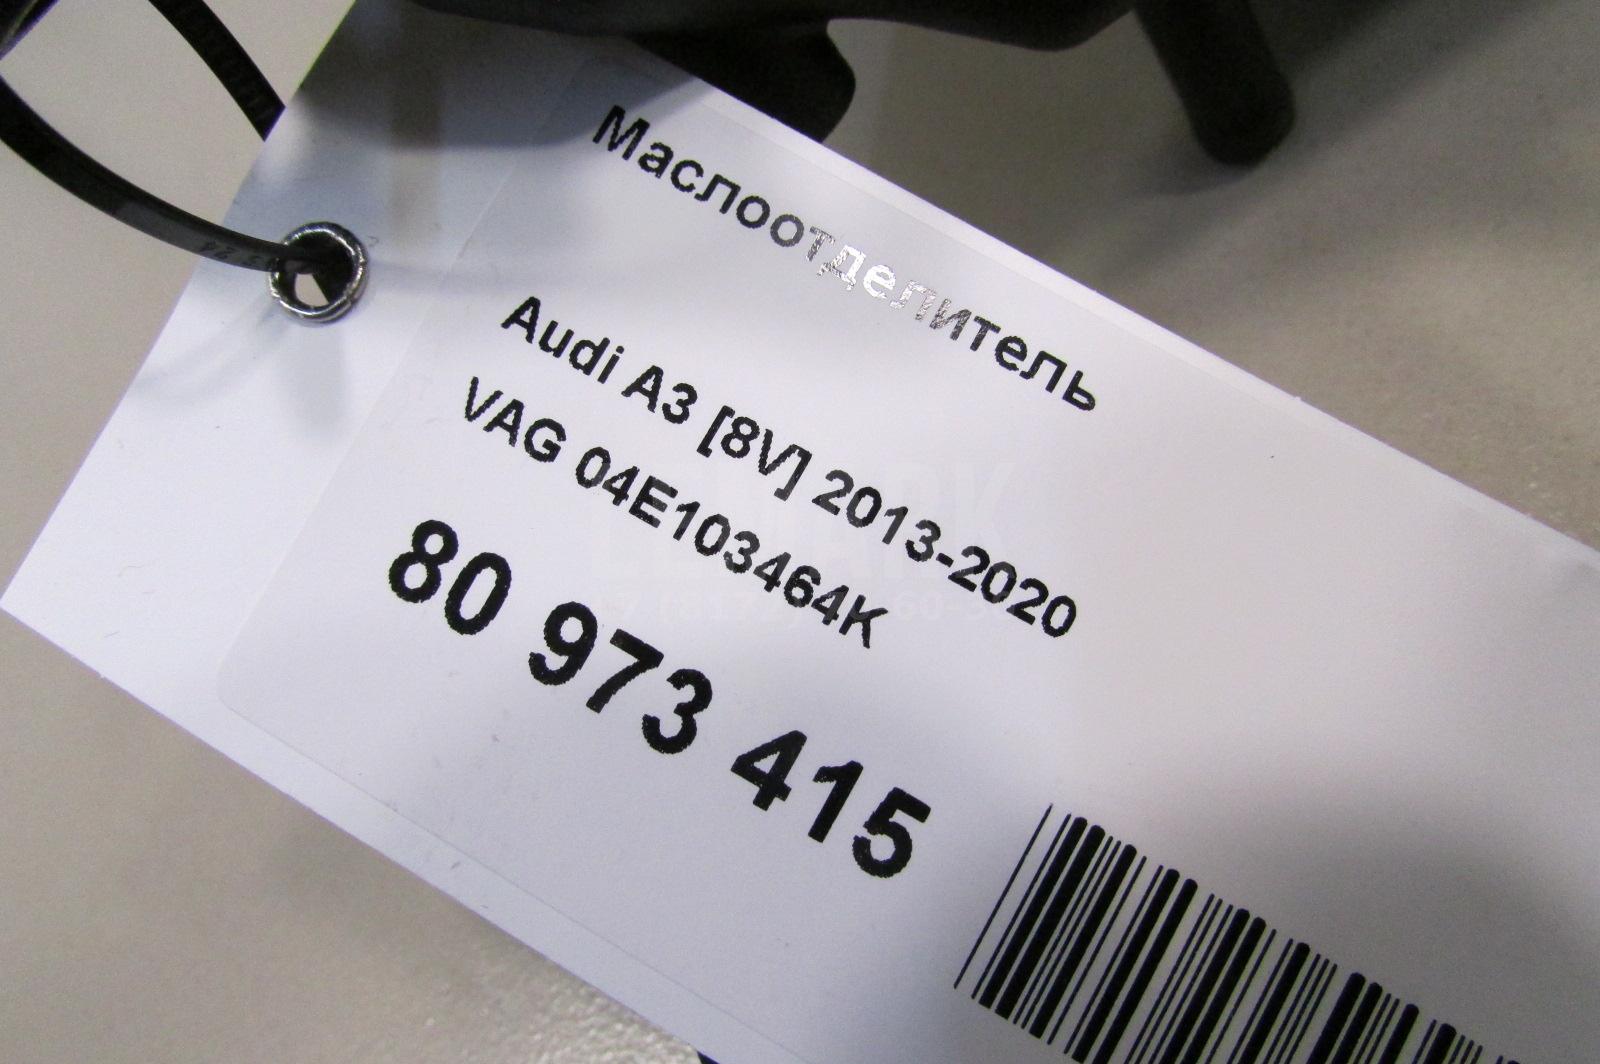 Маслоотделитель
Audi A3 [8V] 2013-2020
VAG 04E103464K
80 973 415